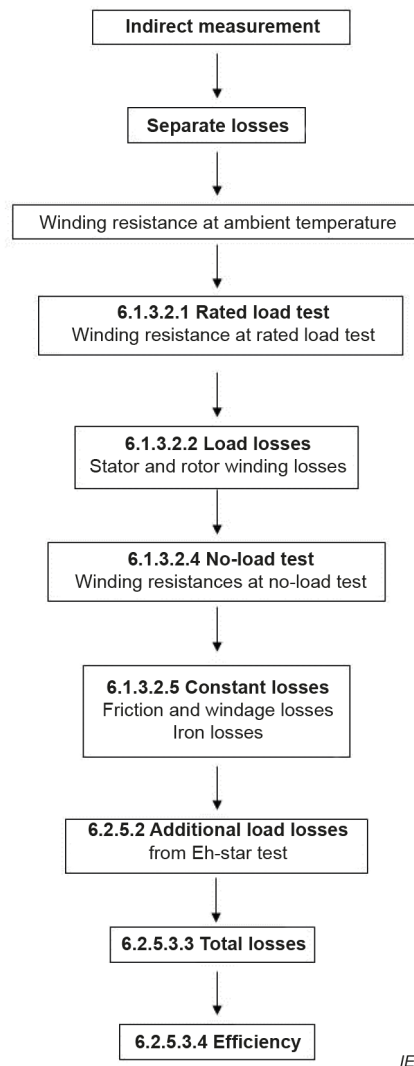 Indirect measurement
Separate losses
Winding resistance at ambient temperature
6.1.3.2.1 Rated load test
Winding resistance at rated load test
6.1.3.2.2 Load losses
Stator and rotor winding losses
6.1.3.2.4 No-load test
Winding resistances at no-load test
6.1.3.2.5 Constant losses
Friction and windage losses
Iron losses
6.2.5.2 Additional load losses
from Eh-star test
6.2.5.3.3 Total losses
6.2.5.3.4 Efficiency
IE